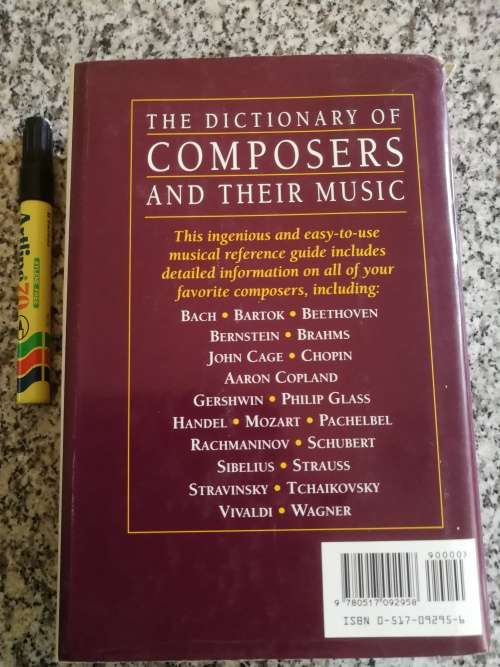 THE DICTIONARY OF
COMPOSERS
AND THEIR MUSIC
This ingenious and easy-to-use
musical reference guide includes
detailed information on all of your
favorite composers, including:
BACH • BARTOK • BEETHOVEN
BERNSTEIN • BRAHMS
JOHN CAGE • CHOPIN
AARON COPLAND
GERSHWIN • PHILIP GLASS
HANDEL • MOZART • PACHELBEL
RACHMANINOV • SCHUBERT
SIBELIUS • STRAUSS
STRAVINSKY • TCHAIKOVSKY
VIVALDI • WAGNER
90000
9 780517 092958
ISBN 0-517-09295-6
Artline 70